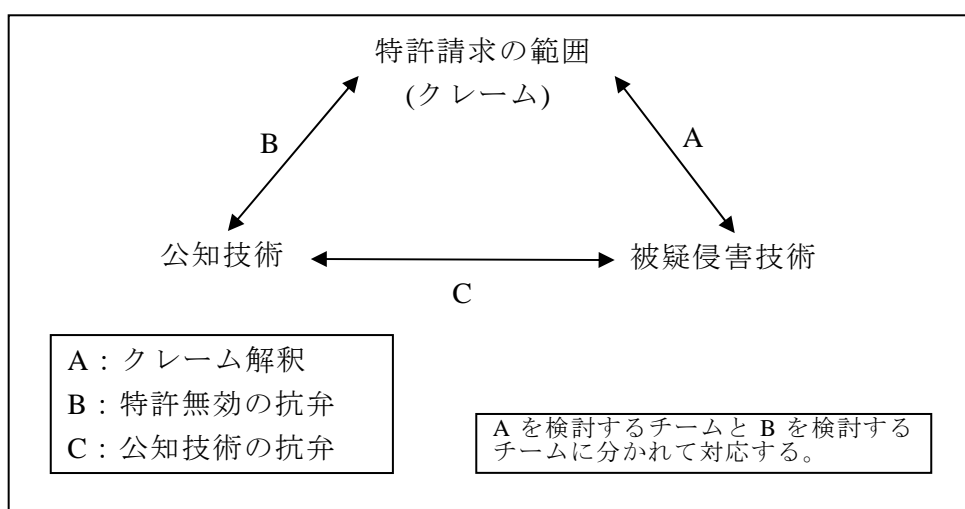 特許請求の範囲
(クレーム)
B
A
公知技術
被疑侵害技術
C
A：クレーム解釈
B：特許無効の抗弁
C：公知技術の抗弁
A を検討するチームと B を検討する
チームに分かれて対応する。